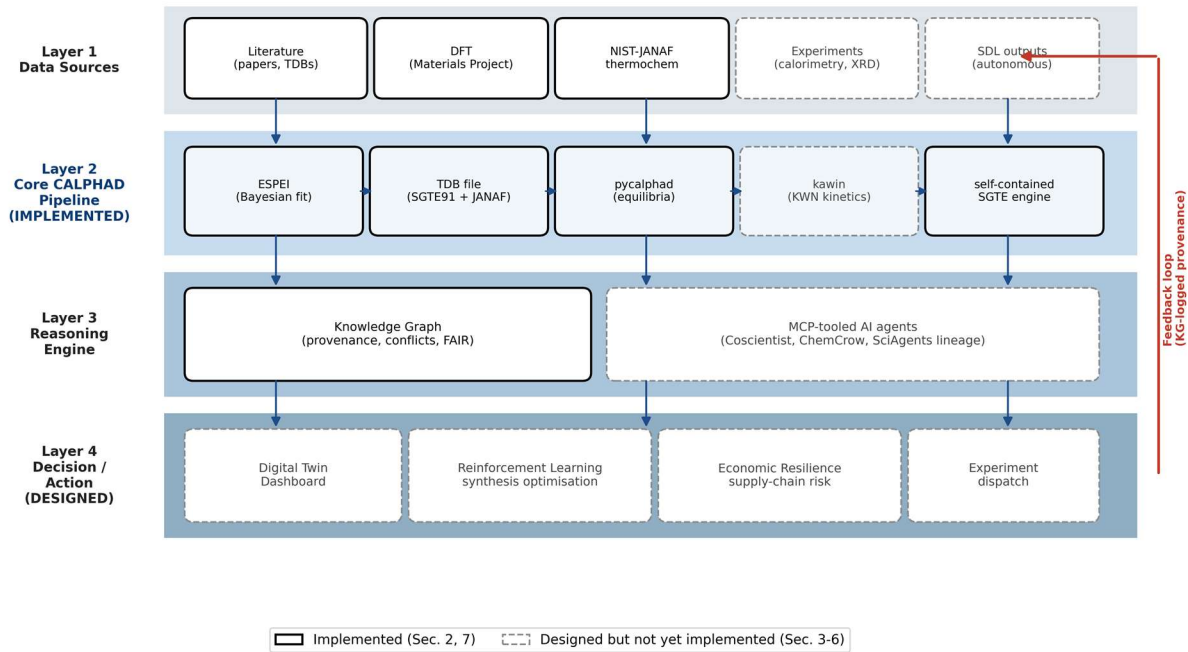 Layer 1
Data Sources
Literature
(papers, TDBs)
DFT
(Materials Project)
NIST-JANAF
thermochem
Experiments
(calorimetry, XRD)
SDL outputs
(autonomous)
Layer 2
Core CALPHAD
Pipeline
(IMPLEMENTED)
ESPEI
(Bayesian fit)
TDB file
(SGTE91 + JANAF)
pycalphad
(equilibria)
kawin
(KWN kinetics)
self-contained
SGTE engine
Layer 3
Reasoning
Engine
Knowledge Graph
(provenance, conflicts, FAIR)
MCP-tooled AI agents
(Coscientist, ChemCrow, SciAgents lineage)
Layer 4
Decision /
Action
(DESIGNED)
Digital Twin
Dashboard
Reinforcement Learning
synthesis optimisation
Economic Resilience
supply-chain risk
Experiment
dispatch
Feedback loop
(KG-logged provenance)
Implemented (Sec. 2, 7)
Designed but not yet implemented (Sec. 3-6)